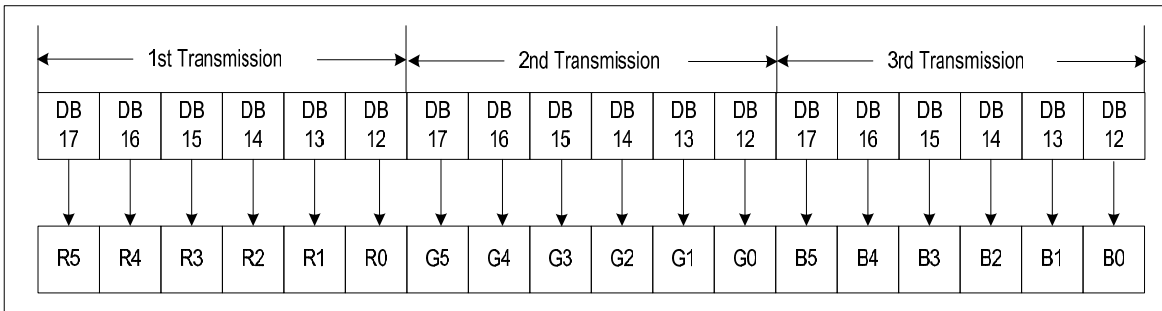 1st Transmission 2nd Transmission 3rd Transmission
DB DB DB DB DB DB DB DB DB DB DB DB DB DB DB DB DB DB
17 16 15 14 13 12 17 16 15 14 13 12 17 16 15 14 13 12
R5 R4 R3 R2 R1 R0 G5 G4 G3 G2 G1 G0 B5 B4 B3 B2 B1 B0